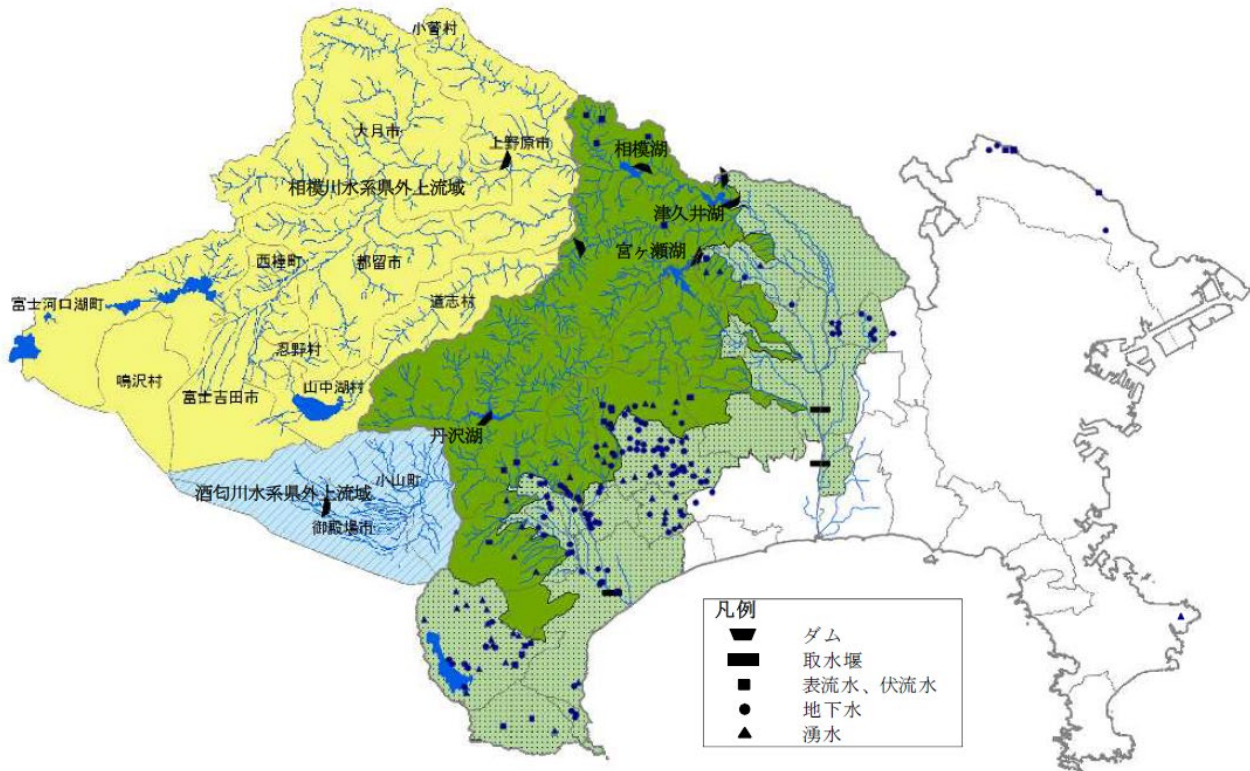 小菅村
大月市
上野原市
相模湖
相模川水系県外上流域
津久井湖
宮ヶ瀬湖
西桂町
都留市
富士河口湖町
道志村
忍野村
鳴沢村
富士吉田市
山中湖村
丹沢湖
小山町
酒匂川水系県外上流域
御殿場市
凡例
ダム
取水堰
表流水、伏流水
地下水
湧水